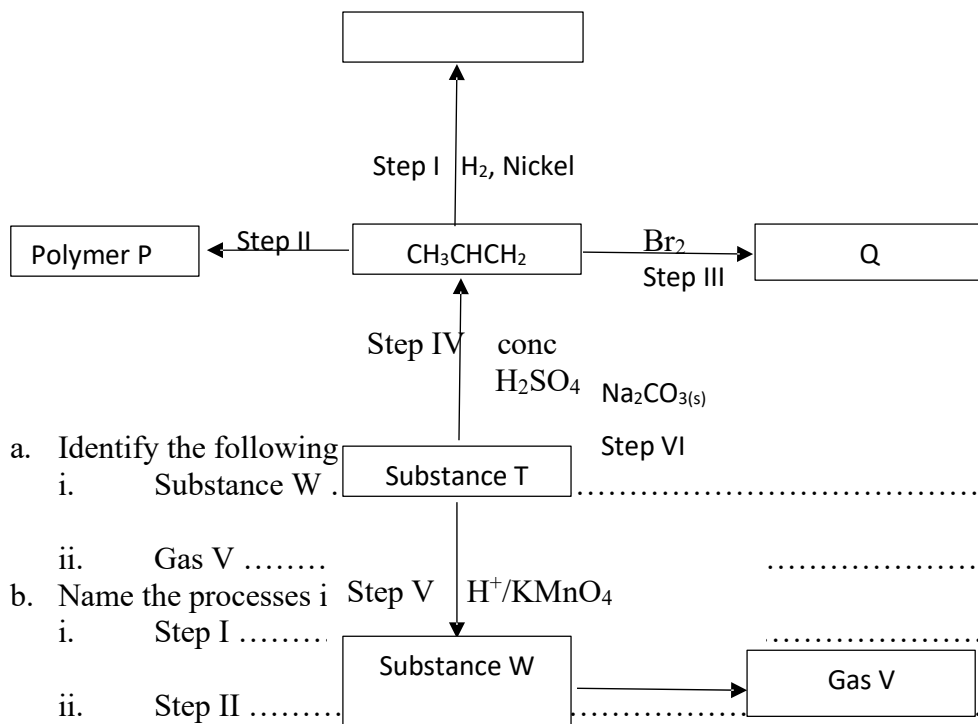 Step I H₂, Nickel
Polymer P Step II CH₃CHCH₂ Br₂ Q
Step III
Step IV conc
H₂SO₄ Na₂CO₃(s)
a. Identify the following Step VI
i. Substance W . Substance T ........................................
ii. Gas V ....... .....................
b. Name the processes i Step V H⁺/KMnO₄
i. Step I ........ .....................
Substance W Gas V
ii. Step II ....... ........................................